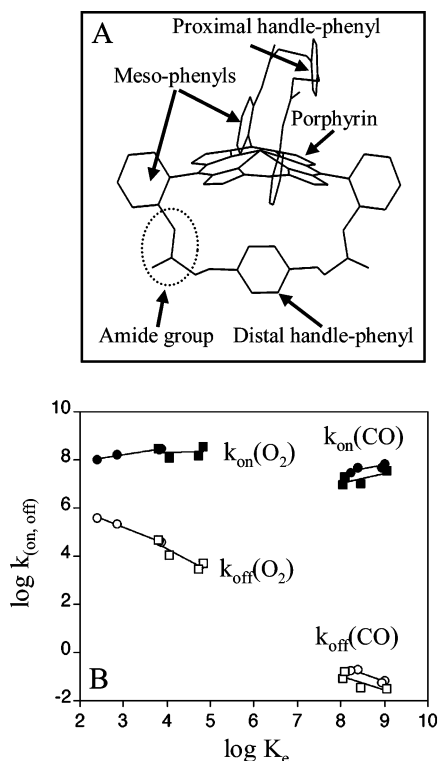 A
Proximal handle-phenyl
Meso-phenyls
Porphyrin
Amide group
Distal handle-phenyl
10
8
6
4
2
0
-2
log k(on, off)
kon(O2)
kon(CO)
koff(O2)
koff(CO)
B
2 3 4 5 6 7 8 9 10
log Ke